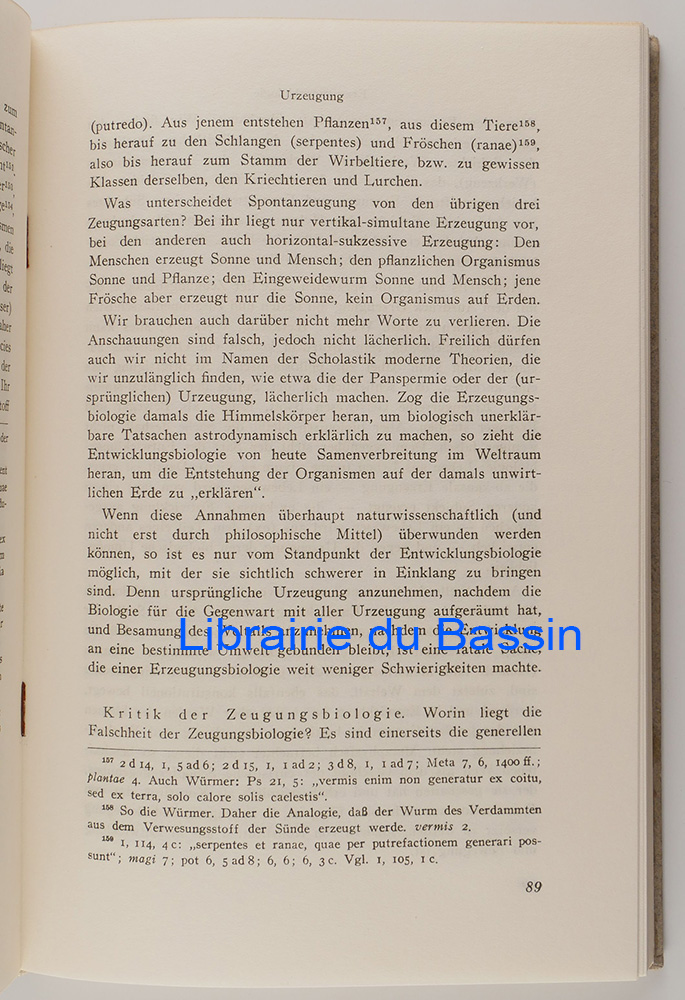 Urzeugung
(putredo). Aus jenem entstehen Pflanzen¹⁵⁷, aus diesem Tiere¹⁵⁸,
bis herauf zu den Schlangen (serpentes) und Fröschen (ranae)¹⁵⁹,
also bis herauf zum Stamm der Wirbeltiere, bzw. zu gewissen
Klassen derselben, den Kriechtieren und Lurchen.
Was unterscheidet Spontanzeugung von den übrigen drei
Zeugungsarten? Bei ihr liegt nur vertikal-simultane Erzeugung vor,
bei den anderen auch horizontal-sukzessive Erzeugung: Den
Menschen erzeugt Sonne und Mensch; den pflanzlichen Organismus
Sonne und Pflanze; den Eingeweidewurm Sonne und Mensch; jene
Frösche aber erzeugt nur die Sonne, kein Organismus auf Erden.
Wir brauchen auch darüber nicht mehr Worte zu verlieren. Die
Anschauungen sind falsch, jedoch nicht lächerlich. Freilich dürfen
auch wir nicht im Namen der Scholastik moderne Theorien, die
wir unzulänglich finden, wie etwa die der Panspermie oder der (ur-
sprünglichen) Urzeugung, lächerlich machen. Zog die Erzeugungs-
biologie damals die Himmelskörper heran, um biologisch unerklär-
bare Tatsachen astrodynamisch erklärlich zu machen, so zieht die
Entwicklungsbiologie von heute Samenverbreitung im Weltraum
heran, um die Entstehung der Organismen auf der damals unwirt-
lichen Erde zu „erklären“.
Wenn diese Annahmen überhaupt naturwissenschaftlich (und
nicht erst durch philosophische Mittel) überwunden werden
können, so ist es nur vom Standpunkt der Entwicklungsbiologie
möglich, mit der sie sichtlich schwerer in Einklang zu bringen
sind. Denn ursprüngliche Urzeugung anzunehmen, nachdem die
Biologie für die Gegenwart mit aller Urzeugung aufgeräumt hat,
und Besamung des Weltalls anzunehmen, nachdem die Entwicklung
an eine bestimmte Umwelt gebunden bleibt, ist eine fatale Sache,
die einer Erzeugungsbiologie weit weniger Schwierigkeiten machte.
Librairie du Bassin
Kritik der Zeugungsbiologie. Worin liegt die
Falschheit der Zeugungsbiologie? Es sind einerseits die generellen
¹⁵⁷ 2 d 14, 1, 5 ad 6; 2 d 15, 1, 1 ad 2; 3 d 8, 1, 1 ad 7; Meta 7, 6, 1400 ff.;
plantae 4. Auch Würmer: Ps 21, 5: „vermis enim non generatur ex coitu,
sed ex terra, solo calore solis caelestis“.
¹⁵⁸ So die Würmer. Daher die Analogie, daß der Wurm des Verdammten
aus dem Verwesungsstoff der Sünde erzeugt werde. vermis 2.
¹⁵⁹ 1, 114, 4 c: „serpentes et ranae, quae per putrefactionem generari pos-
sunt“; magi 7; pot 6, 5 ad 8; 6, 6; 6, 3 c. Vgl. 1, 105, 1 c.
89